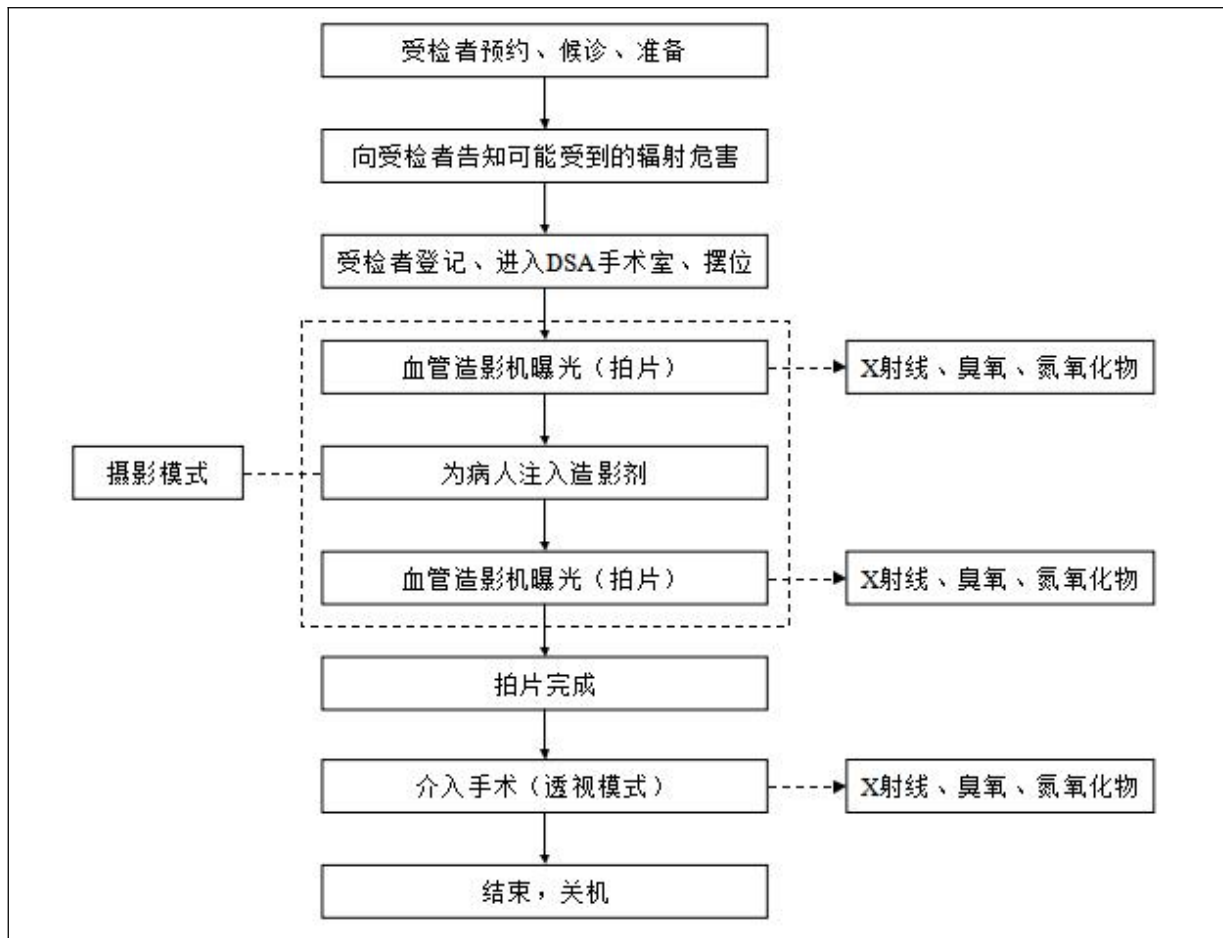 受检者预约、候诊、准备
向受检者告知可能受到的辐射危害
受检者登记、进入DSA手术室、摆位
血管造影机曝光（拍片）
X射线、臭氧、氮氧化物
摄影模式
为病人注入造影剂
血管造影机曝光（拍片）
X射线、臭氧、氮氧化物
拍片完成
介入手术（透视模式）
X射线、臭氧、氮氧化物
结束，关机